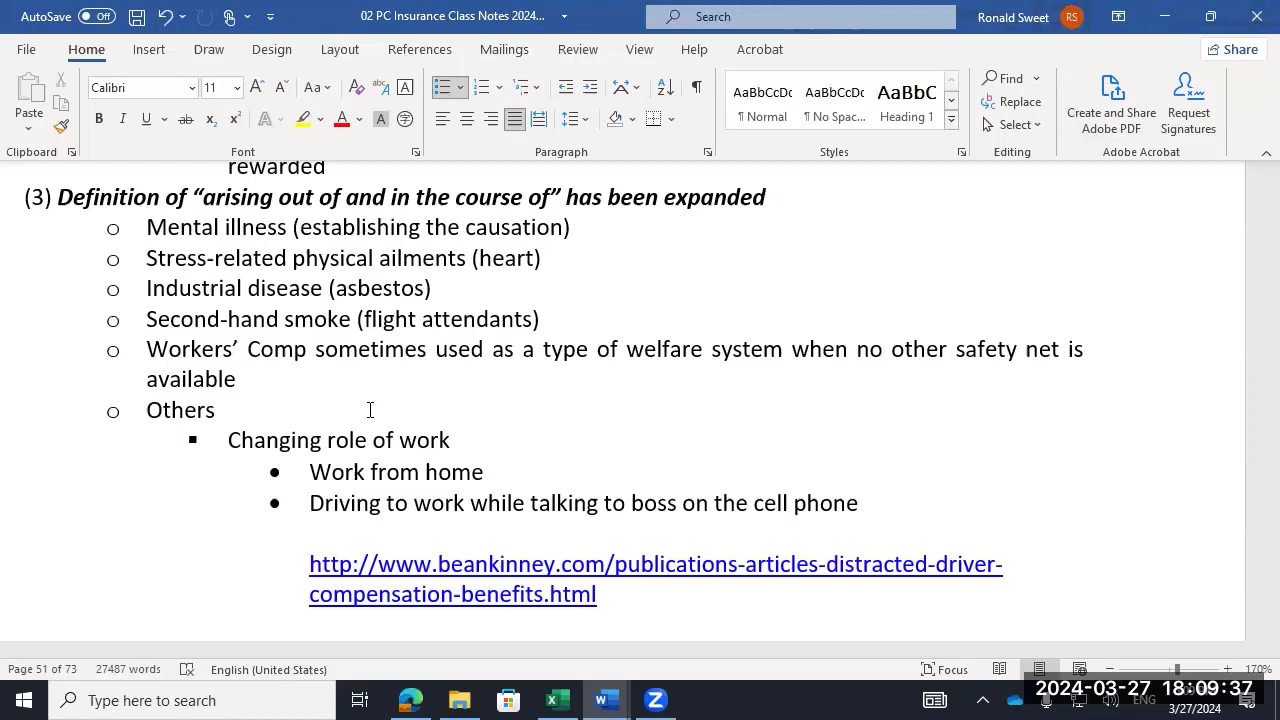 AutoSave Off 02 PC Insurance Class Notes 2024... Search Ronald Sweet RS
File Home Insert Draw Design Layout References Mailings Review View Help Acrobat Share
Paste Clipboard
Calibri 11 Font
Paragraph
AaBbCcDc AaBbCcDc AaBbC
¶ Normal ¶ No Spac... Heading 1
Styles
Find
Replace
Select
Editing
Create and Share Adobe PDF
Request Signatures
Adobe Acrobat
rewarded
(3) Definition of “arising out of and in the course of” has been expanded
o Mental illness (establishing the causation)
o Stress-related physical ailments (heart)
o Industrial disease (asbestos)
o Second-hand smoke (flight attendants)
o Workers’ Comp sometimes used as a type of welfare system when no other safety net is
available
o Others
▪ Changing role of work
• Work from home
• Driving to work while talking to boss on the cell phone
http://www.beankinney.com/publications-articles-distracted-driver-
compensation-benefits.html
Page 51 of 73 27487 words English (United States) Focus 170%
Type here to search
2024-03-27 18:09:37
ENG
3/27/2024